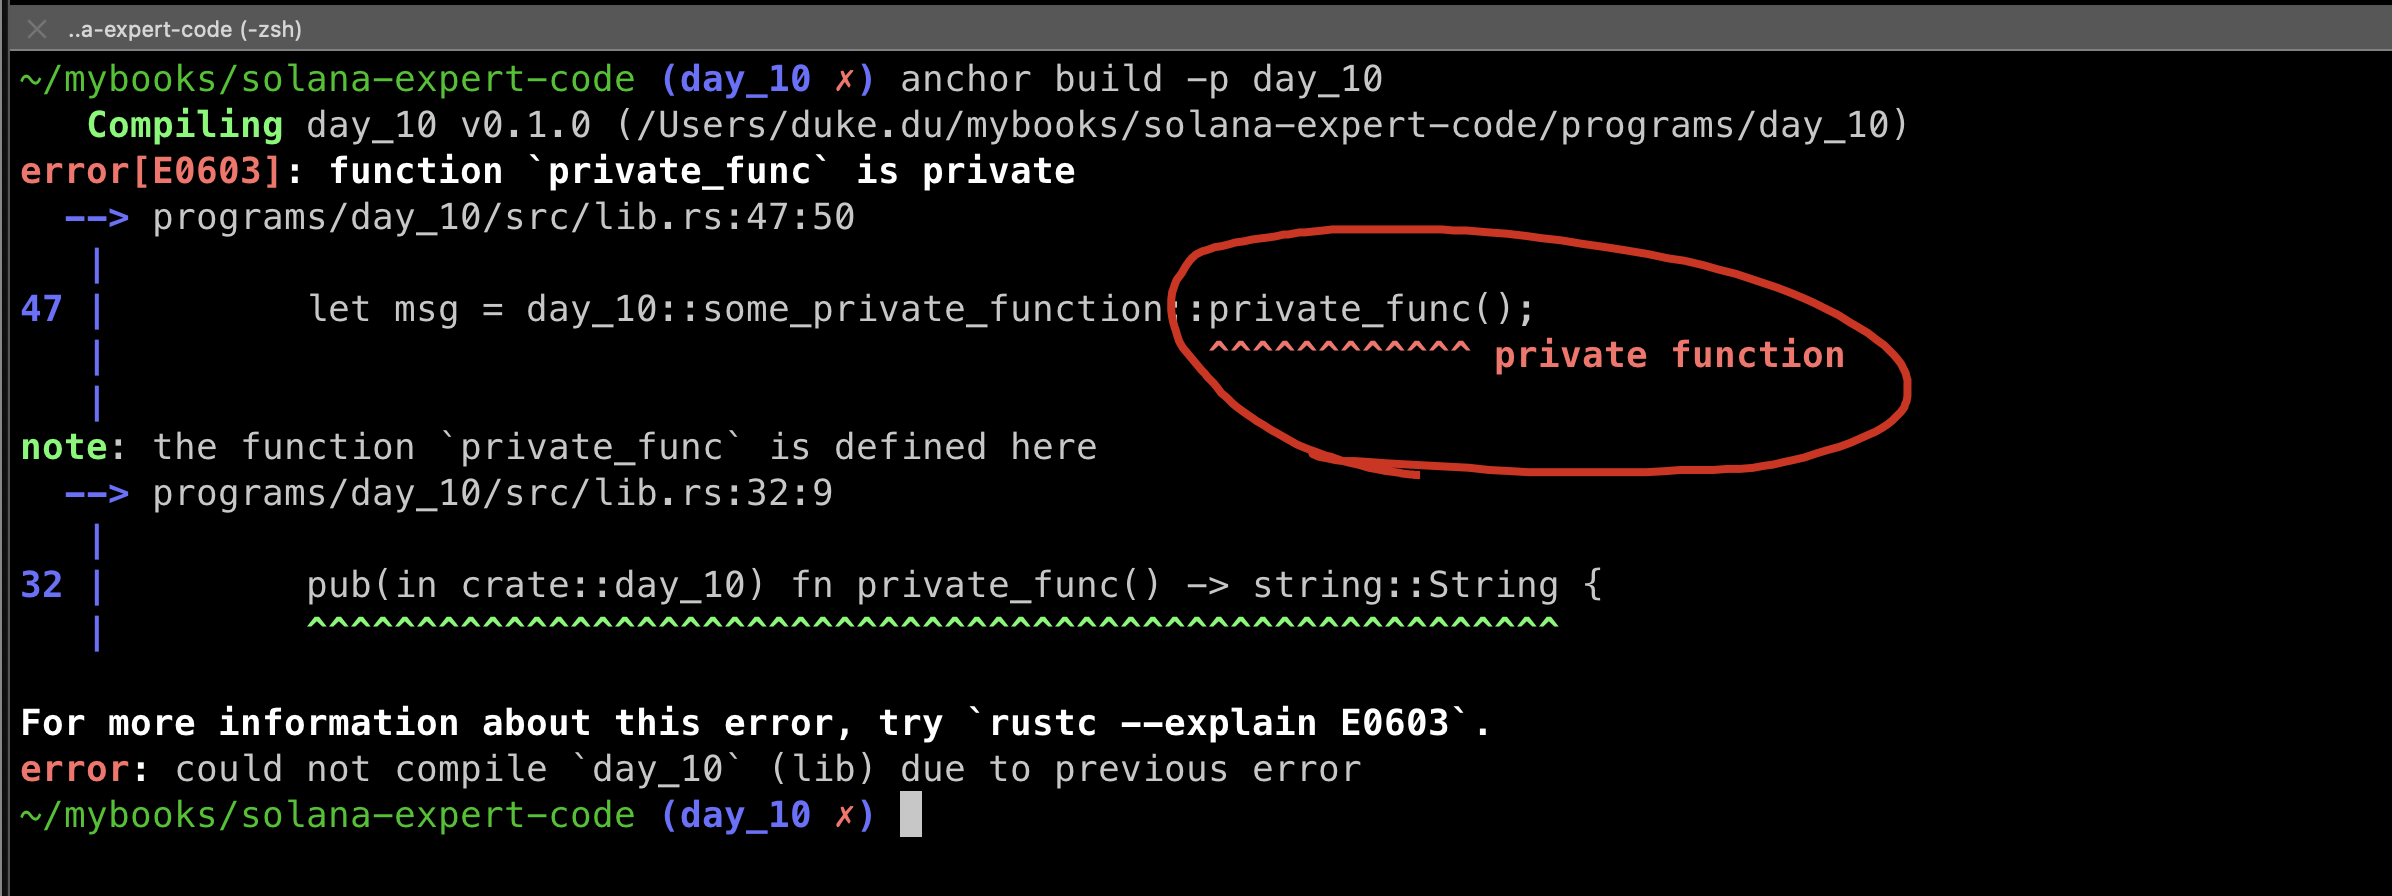 ..a-expert-code (-zsh)
~/mybooks/solana-expert-code (day_10 ✗) anchor build -p day_10
   Compiling day_10 v0.1.0 (/Users/duke.du/mybooks/solana-expert-code/programs/day_10)
error[E0603]: function `private_func` is private
  --> programs/day_10/src/lib.rs:47:50
   |
47 |         let msg = day_10::some_private_function::private_func();
   |                                                  ^^^^^^^^^^^^ private function
   |
note: the function `private_func` is defined here
  --> programs/day_10/src/lib.rs:32:9
   |
32 |         pub(in crate::day_10) fn private_func() -> string::String {
   |         ^^^^^^^^^^^^^^^^^^^^^^^^^^^^^^^^^^^^^^^^^^^^^^^^^^^^^^^^^
For more information about this error, try `rustc --explain E0603`.
error: could not compile `day_10` (lib) due to previous error
~/mybooks/solana-expert-code (day_10 ✗)